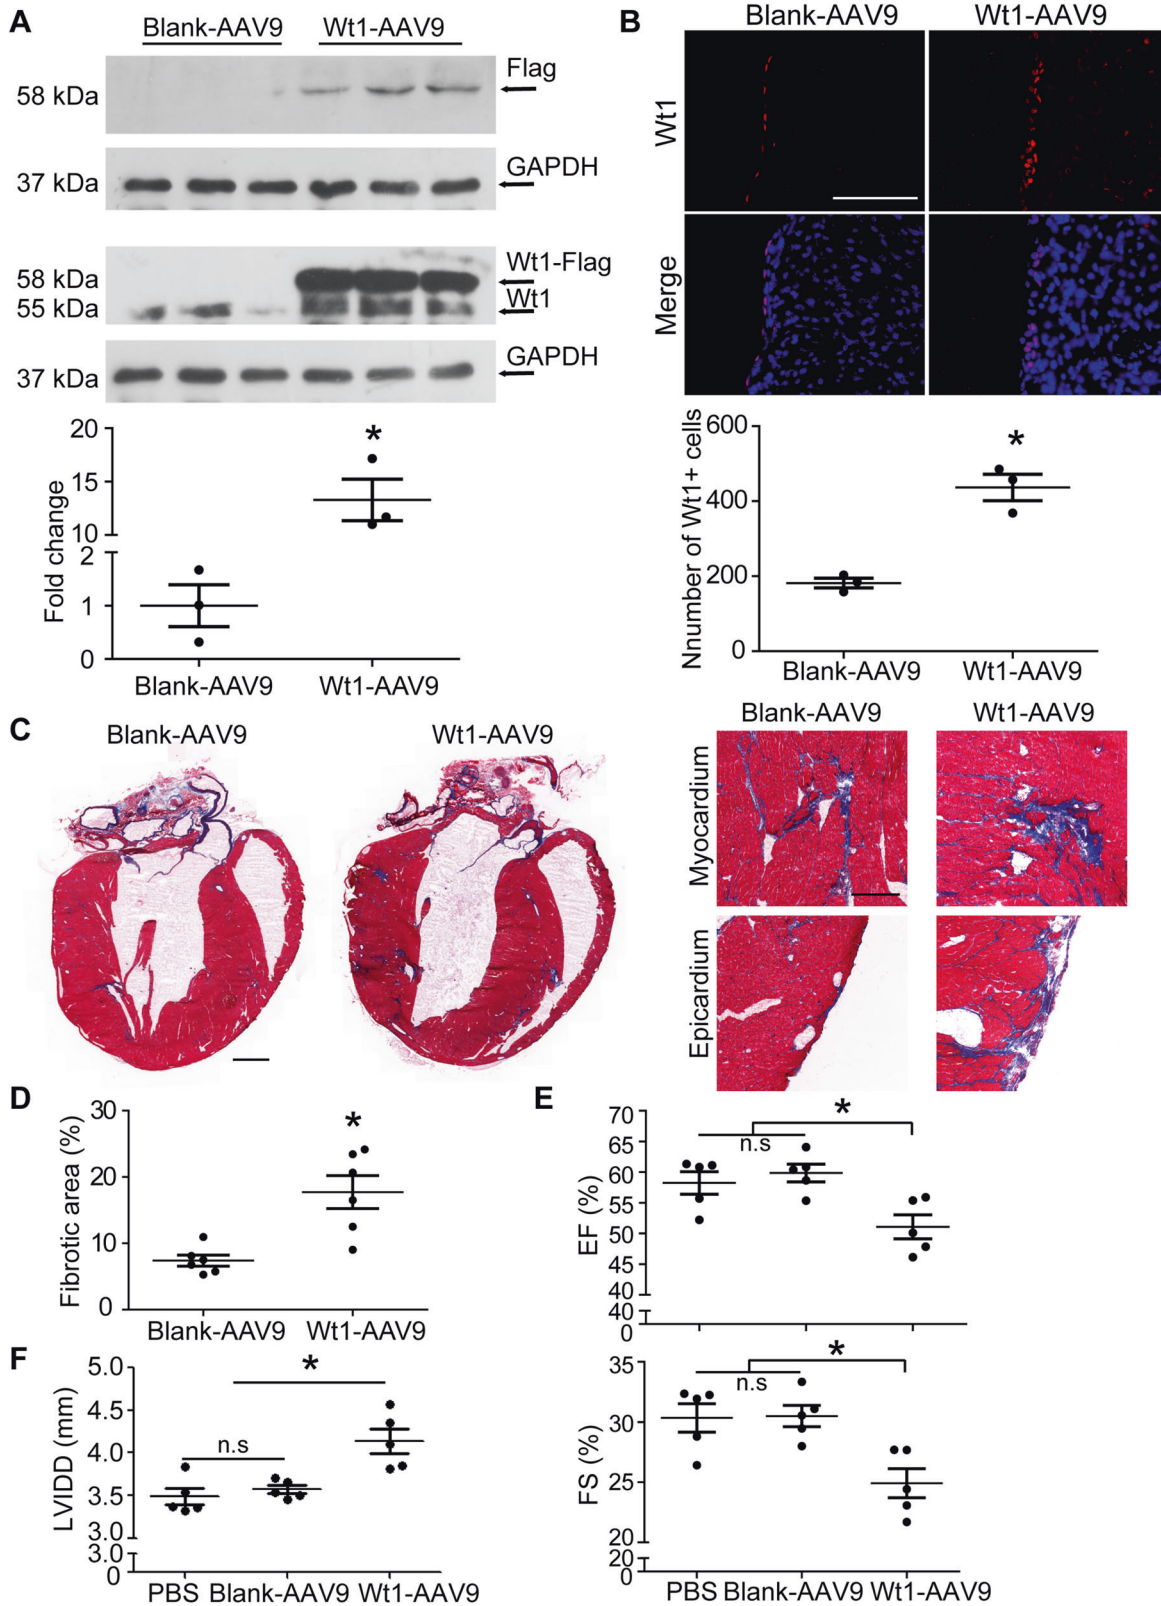 A
Blank-AAV9
Wt1-AAV9
58 kDa
Flag
37 kDa
GAPDH
58 kDa
Wt1-Flag
55 kDa
Wt1
37 kDa
GAPDH
Fold change
20
15
10
2
1
0
Blank-AAV9
Wt1-AAV9
*
B
Blank-AAV9
Wt1-AAV9
Wt1
Merge
Nnumber of Wt1+ cells
600
400
200
0
Blank-AAV9
Wt1-AAV9
*
C
Blank-AAV9
Wt1-AAV9
Blank-AAV9
Wt1-AAV9
Myocardium
Epicardium
D
Fibrotic area (%)
30
20
10
0
Blank-AAV9
Wt1-AAV9
*
E
EF (%)
70
65
60
55
50
45
40
40
0
n.s
*
FS (%)
35
30
25
20
20
0
n.s
*
PBS
Blank-AAV9
Wt1-AAV9
F
LVIDD (mm)
5.0
4.5
4.0
3.5
3.0
3.0
0
n.s
*
PBS
Blank-AAV9
Wt1-AAV9